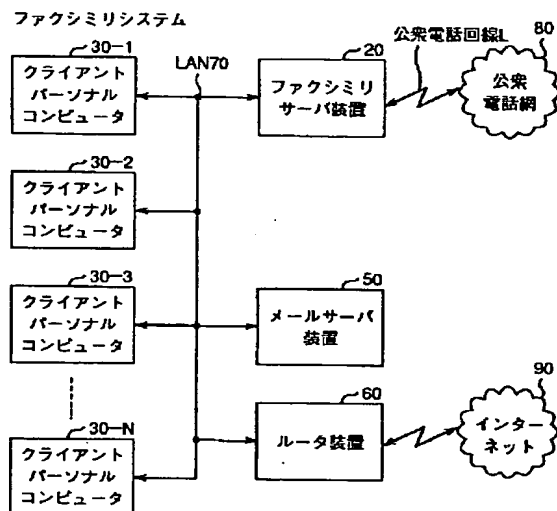 ファクシミリシステム
30-1
クライアント
パーソナル
コンピュータ
LAN70
20
ファクシミリ
サーバ装置
公衆電話回線L
80
公衆
電話網
30-2
クライアント
パーソナル
コンピュータ
30-3
クライアント
パーソナル
コンピュータ
50
メールサーバ
装置
60
ルータ装置
90
インター
ネット
30-N
クライアント
パーソナル
コンピュータ